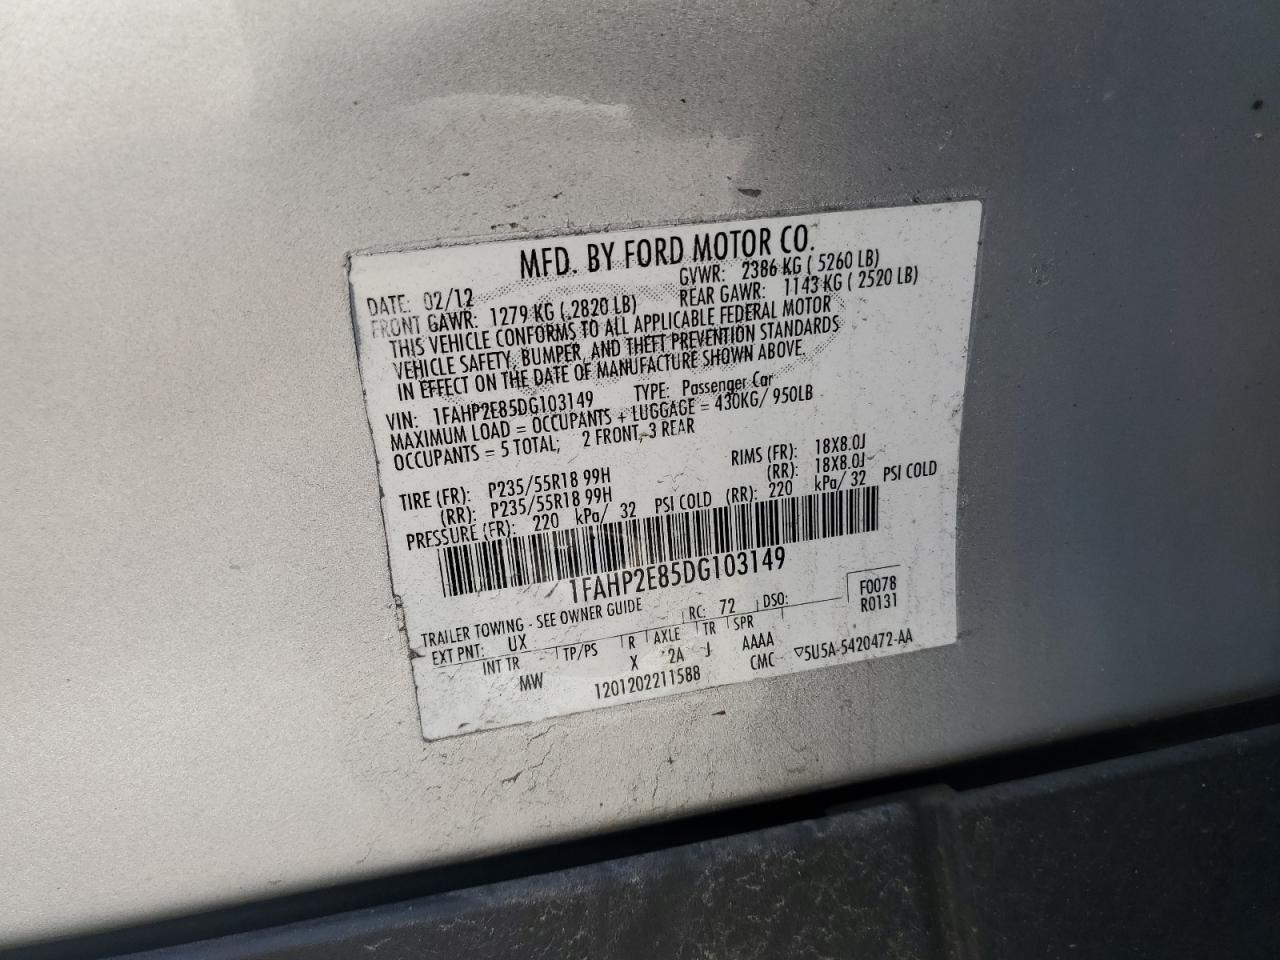 MFD. BY FORD MOTOR CO.
DATE: 02/12 GVWR: 2386 KG ( 5260 LB)
FRONT GAWR: 1279 KG ( 2820 LB) REAR GAWR: 1143 KG ( 2520 LB)
THIS VEHICLE CONFORMS TO ALL APPLICABLE FEDERAL MOTOR
VEHICLE SAFETY, BUMPER, AND THEFT PREVENTION STANDARDS
IN EFFECT ON THE DATE OF MANUFACTURE SHOWN ABOVE.
VIN: 1FAHP2E85DG103149 TYPE: Passenger Car
MAXIMUM LOAD = OCCUPANTS + LUGGAGE = 430KG/ 950LB
OCCUPANTS = 5 TOTAL; 2 FRONT, 3 REAR
TIRE (FR): P235/55R18 99H RIMS (FR): 18X8.0J
(RR): P235/55R18 99H (RR): 18X8.0J
PRESSURE (FR): 220 kPa/ 32 PSI COLD (RR): 220 kPa/ 32 PSI COLD
1FAHP2E85DG103149
F0078
TRAILER TOWING - SEE OWNER GUIDE RC: 72 DSO: R0131
EXT PNT: UX
INT TR TP/PS R AXLE TR SPR
MW X 2A J AAAA
1201202211588 CMC ▽5U5A-5420472-AA